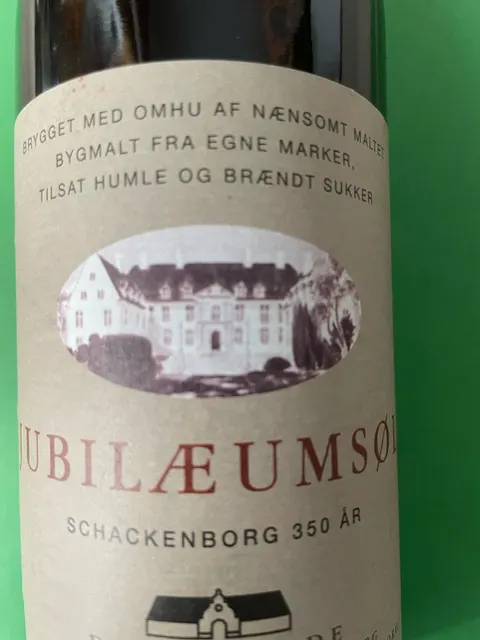 BRYGGET MED OMHU AF NÆNSOMT MALTET
BYGMALT FRA EGNE MARKER,
TILSAT HUMLE OG BRÆNDT SUKKER
JUBILÆUMSØL
SCHACKENBORG 350 ÅR